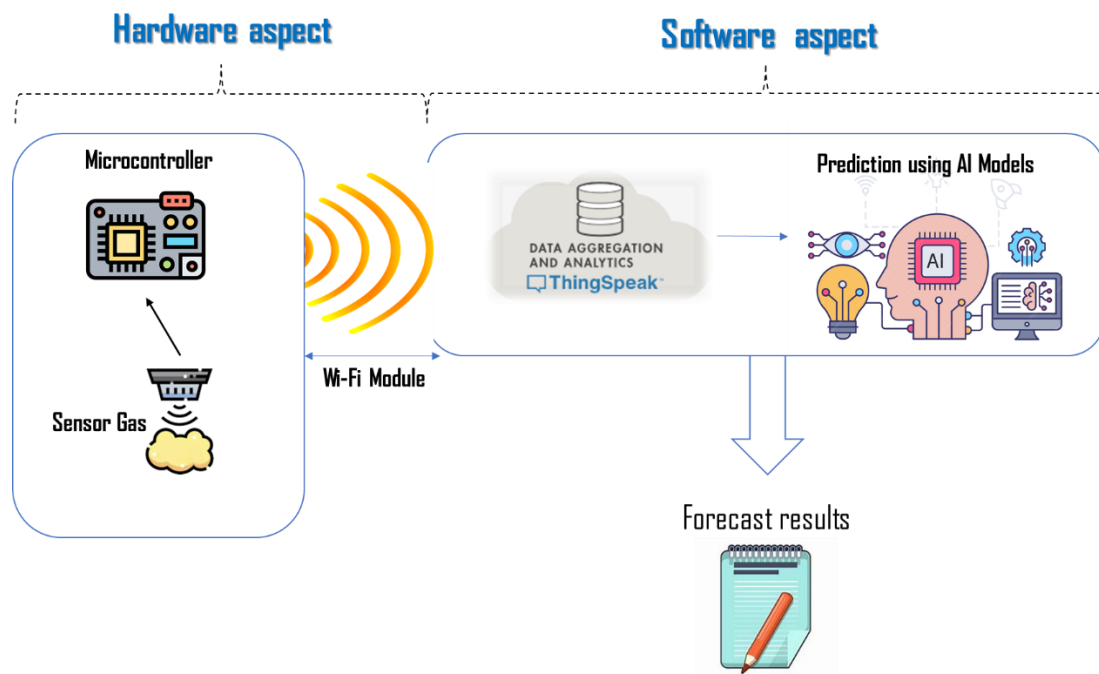 Hardware aspect
Software aspect
Microcontroller
Sensor Gas
Wi-Fi Module
DATA AGGREGATION
AND ANALYTICS
ThingSpeak™
Prediction using AI Models
AI
Forecast results